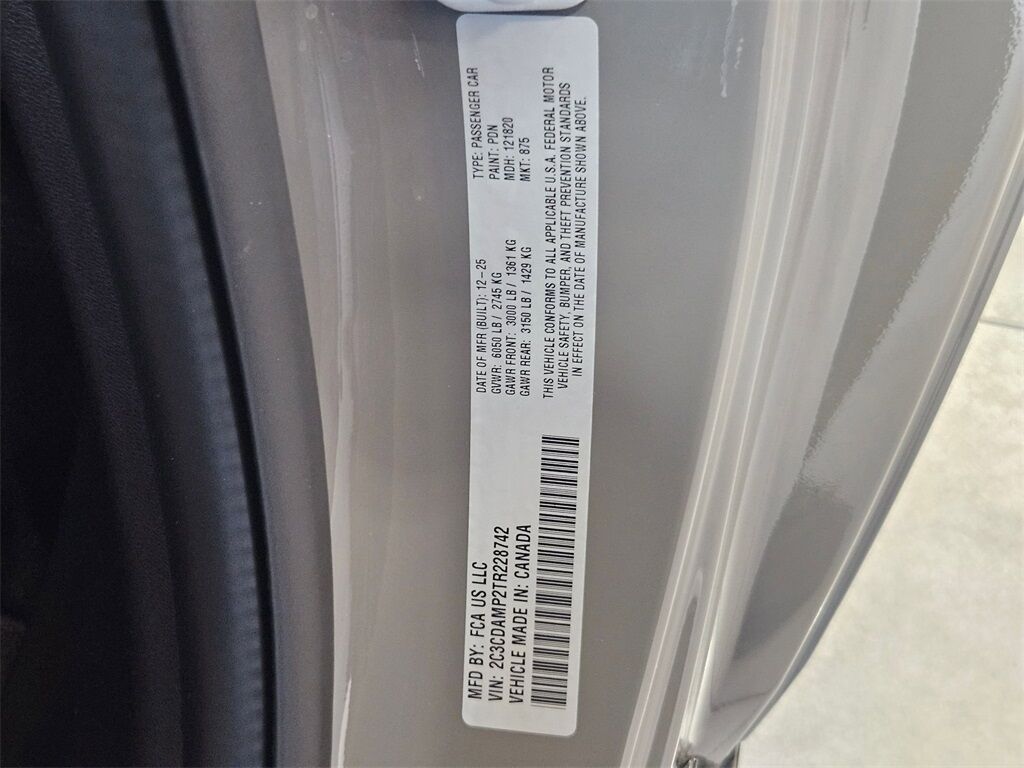 MFD BY: FCA US LLC
VIN: 2C3CDAMP2TR228742
VEHICLE MADE IN: CANADA
DATE OF MFR (BUILT): 12-25
GVWR: 6050 LB / 2745 KG
GAWR FRONT: 3000 LB / 1361 KG
GAWR REAR: 3150 LB / 1429 KG
TYPE: PASSENGER CAR
PAINT: PDN
MDH: 121820
MKT: 875
THIS VEHICLE CONFORMS TO ALL APPLICABLE U.S.A. FEDERAL MOTOR
VEHICLE SAFETY, BUMPER, AND THEFT PREVENTION STANDARDS
IN EFFECT ON THE DATE OF MANUFACTURE SHOWN ABOVE.